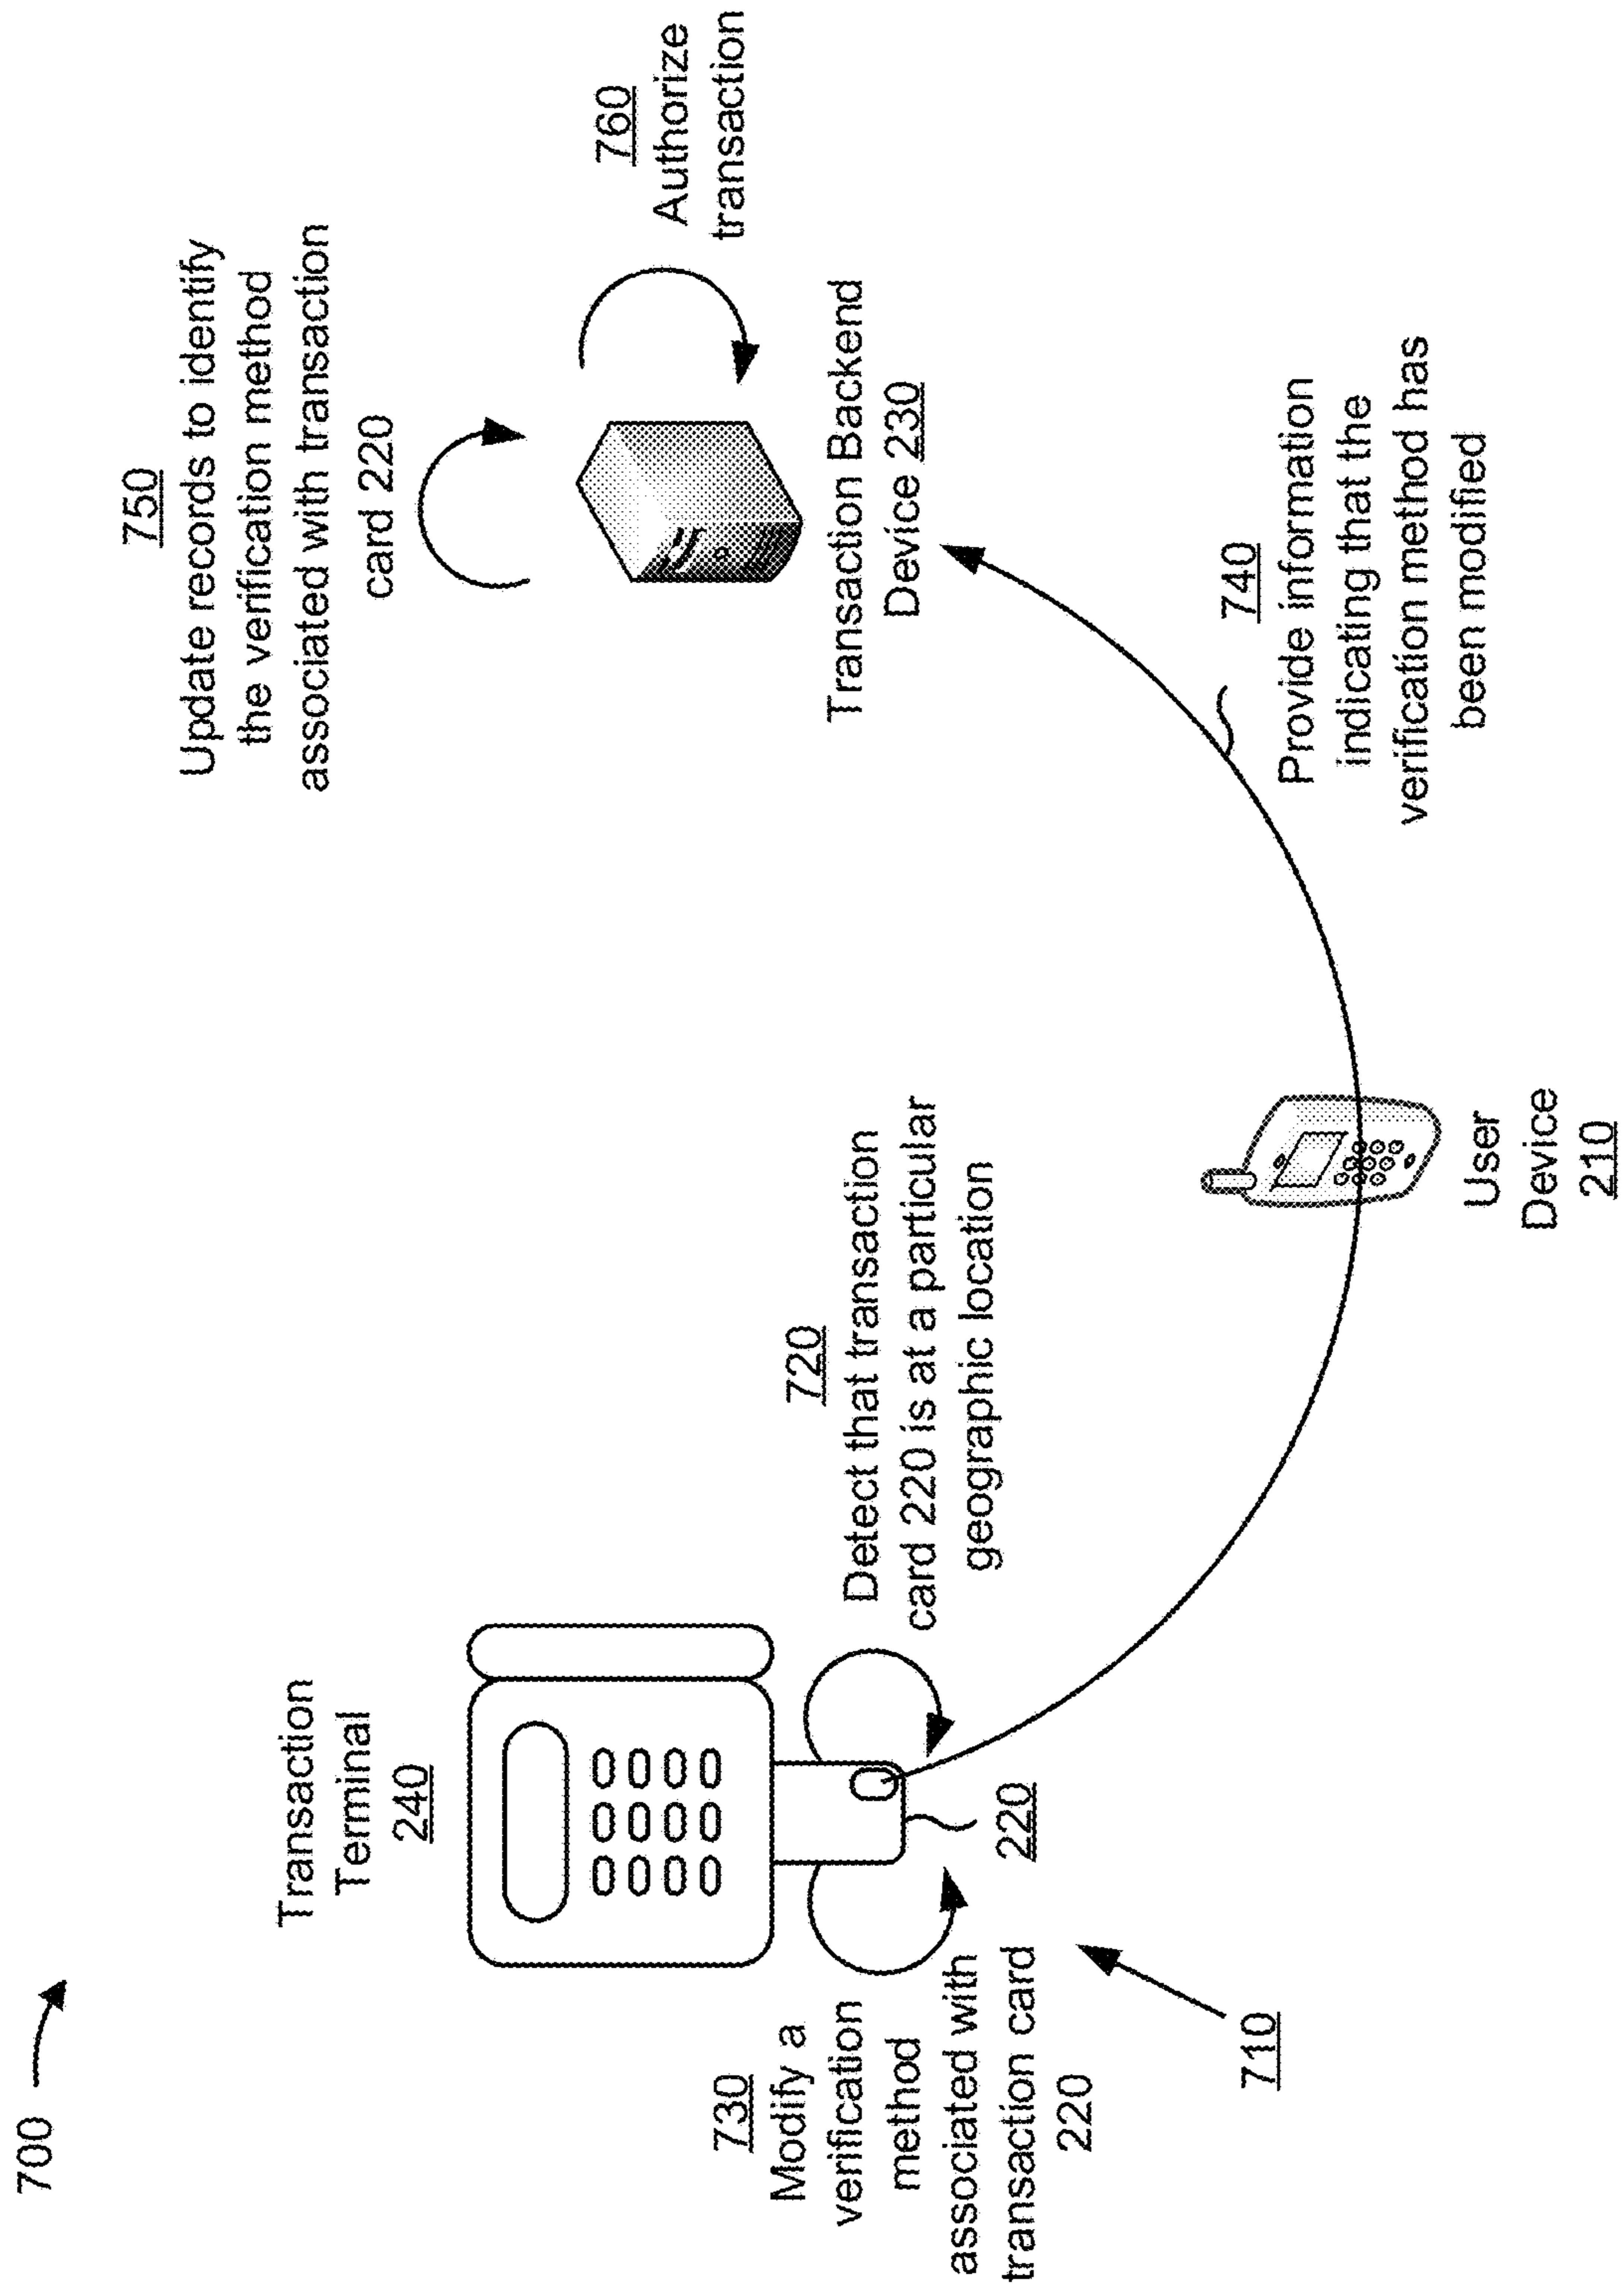 700
Transaction
Terminal
240
730
Modify a
verification
method
associated with
transaction card
220
710
220
720
Detect that transaction
card 220 is at a particular
geographic location
User
Device
210
740
Provide information
indicating that the
verification method has
been modified
Transaction Backend
Device 230
750
Update records to identify
the verification method
associated with transaction
card 220
760
Authorize
transaction